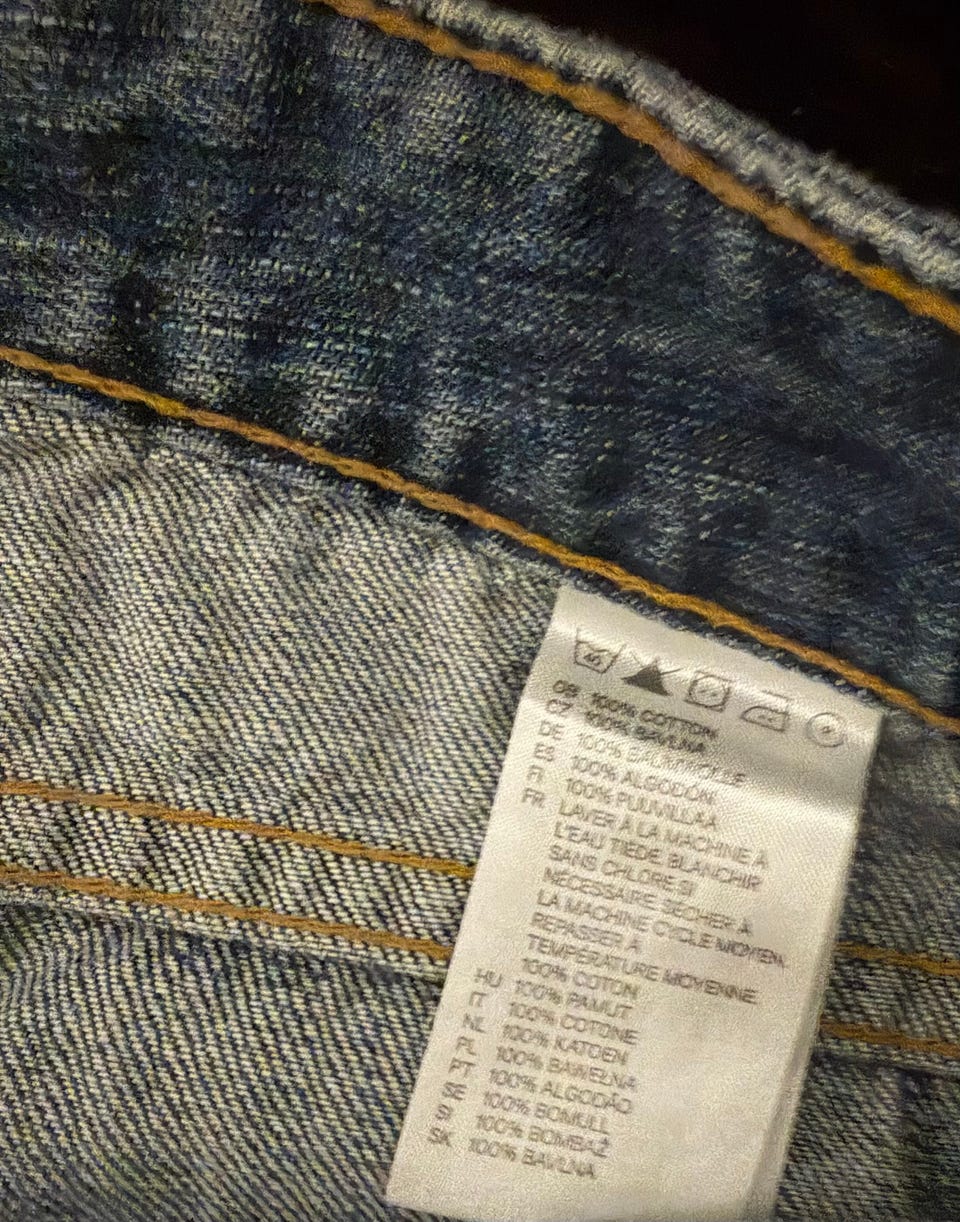 GB 100% COTTON
CZ 100% BAVLNA
DE 100% BAUMWOLLE
ES 100% ALGODÓN
FI 100% PUUVILLAA
FR LAVER À LA MACHINE À
L'EAU TIEDE, BLANCHIR
SANS CHLORE SI
NÉCESSAIRE, SÉCHER À
LA MACHINE CYCLE MOYEN,
REPASSER À
TEMPÉRATURE MOYENNE
100% COTON
HU 100% PAMUT
IT 100% COTONE
NL 100% KATOEN
PL 100% BAWEŁNA
PT 100% ALGODÃO
SE 100% BOMULL
SI 100% BOMBAŽ
SK 100% BAVLNA